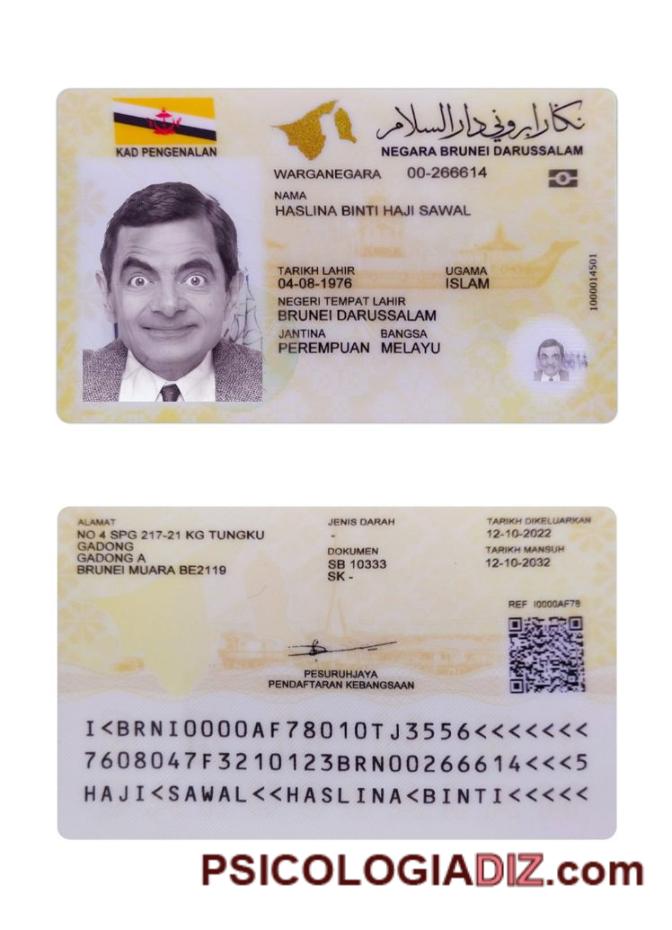 KAD PENGENALAN
نڬارا بروني دارالسلام
NEGARA BRUNEI DARUSSALAM
WARGANEGARA 00-266614
NAMA
HASLINA BINTI HAJI SAWAL
TARIKH LAHIR UGAMA
04-08-1976 ISLAM
NEGERI TEMPAT LAHIR
BRUNEI DARUSSALAM
JANTINA BANGSA
PEREMPUAN MELAYU
1000014501
ALAMAT
NO 4 SPG 217-21 KG TUNGKU
GADONG
GADONG A
BRUNEI MUARA BE2119
JENIS DARAH
-
DOKUMEN
SB 10333
SK -
TARIKH DIKELUARKAN
12-10-2022
TARIKH MANSUH
12-10-2032
REF I0000AF78
PESURUHJAYA
PENDAFTARAN KEBANGSAAN
I<BRNI0000AF78010TJ3556<<<<<<<
7608047F3210123BRN00266614<<<5
HAJI<SAWAL<<HASLINA<BINTI<<<<<
PSICOLOGIADIZ.com